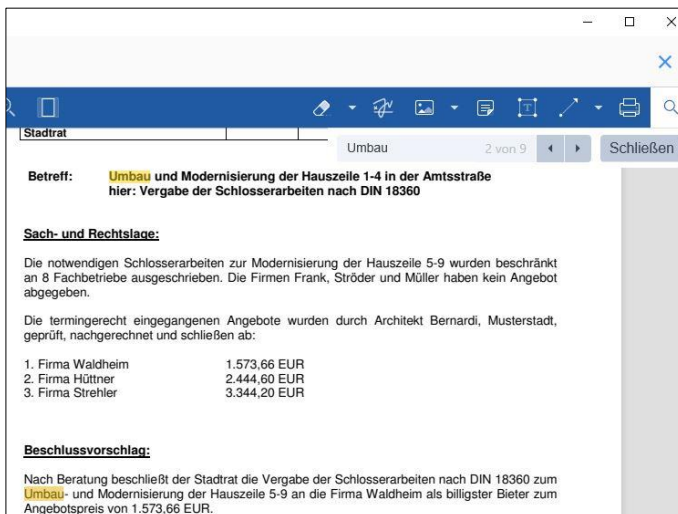 Stadtrat
Umbau 2 von 9 Schließen
Betreff: Umbau und Modernisierung der Hauszeile 1-4 in der Amtsstraße
hier: Vergabe der Schlosserarbeiten nach DIN 18360
Sach- und Rechtslage:
Die notwendigen Schlosserarbeiten zur Modernisierung der Hauszeile 5-9 wurden beschränkt
an 8 Fachbetriebe ausgeschrieben. Die Firmen Frank, Ströder und Müller haben kein Angebot
abgegeben.
Die termingerecht eingegangenen Angebote wurden durch Architekt Bernardi, Musterstadt,
geprüft, nachgerechnet und schließen ab:
1. Firma Waldheim 1.573,66 EUR
2. Firma Hüttner 2.444,60 EUR
3. Firma Strehler 3.344,20 EUR
Beschlussvorschlag:
Nach Beratung beschließt der Stadtrat die Vergabe der Schlosserarbeiten nach DIN 18360 zum
Umbau- und Modernisierung der Hauszeile 5-9 an die Firma Waldheim als billigster Bieter zum
Angebotspreis von 1.573,66 EUR.